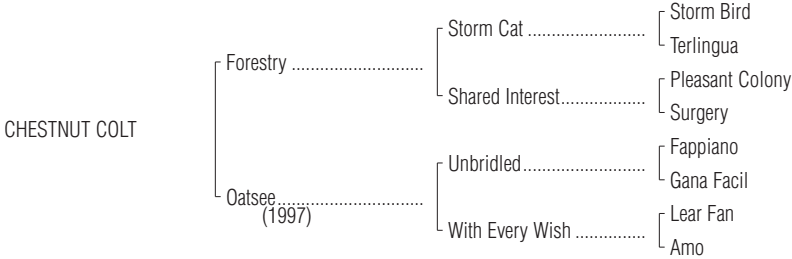 Storm Bird
Storm Cat ........................
Terlingua
Forestry ...........................
Pleasant Colony
Shared Interest..................
Surgery
CHESTNUT COLT
Fappiano
Unbridled.........................
Gana Facil
Oatsee..............................
(1997)
Lear Fan
With Every Wish ...............
Amo